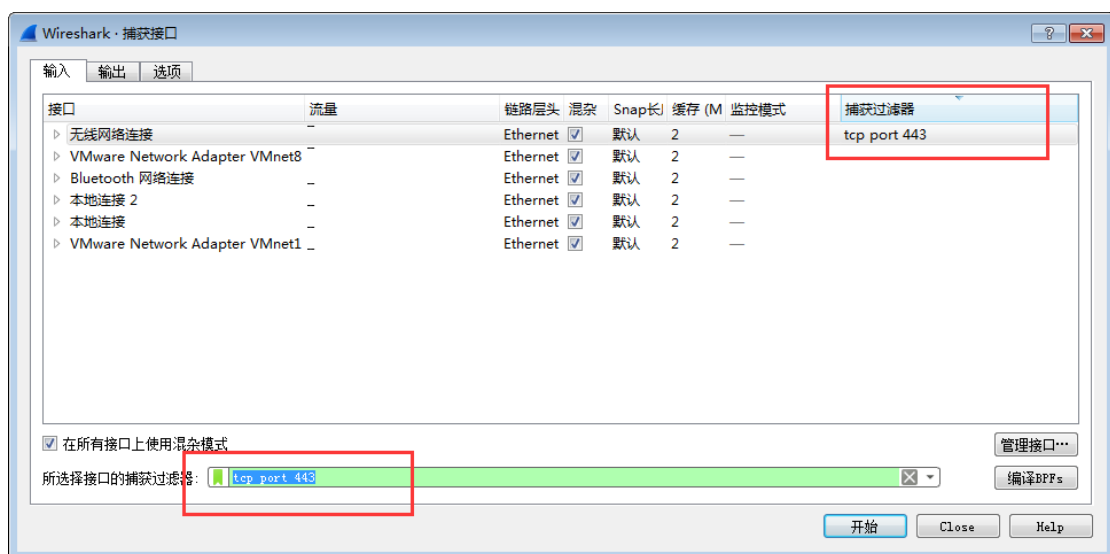 Wireshark · 捕获接口
输入 输出 选项
接口 流量 链路层头 混杂 Snap长 缓存 (M 监控模式 捕获过滤器
无线网络连接 Ethernet 默认 2 — tcp port 443
VMware Network Adapter VMnet8 Ethernet 默认 2 —
Bluetooth 网络连接 Ethernet 默认 2 —
本地连接 2 Ethernet 默认 2 —
本地连接 Ethernet 默认 2 —
VMware Network Adapter VMnet1 Ethernet 默认 2 —
在所有接口上使用混杂模式 管理接口…
所选择接口的捕获过滤器: tcp port 443 编译BPFs
开始 Close Help